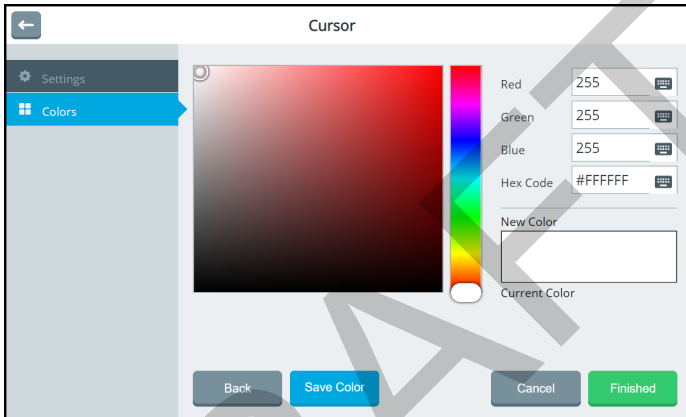 Cursor
Settings
Colors
Red 255
Green 255
Blue 255
Hex Code #FFFFFF
New Color
Current Color
Back Save Color Cancel Finished
DRAFT